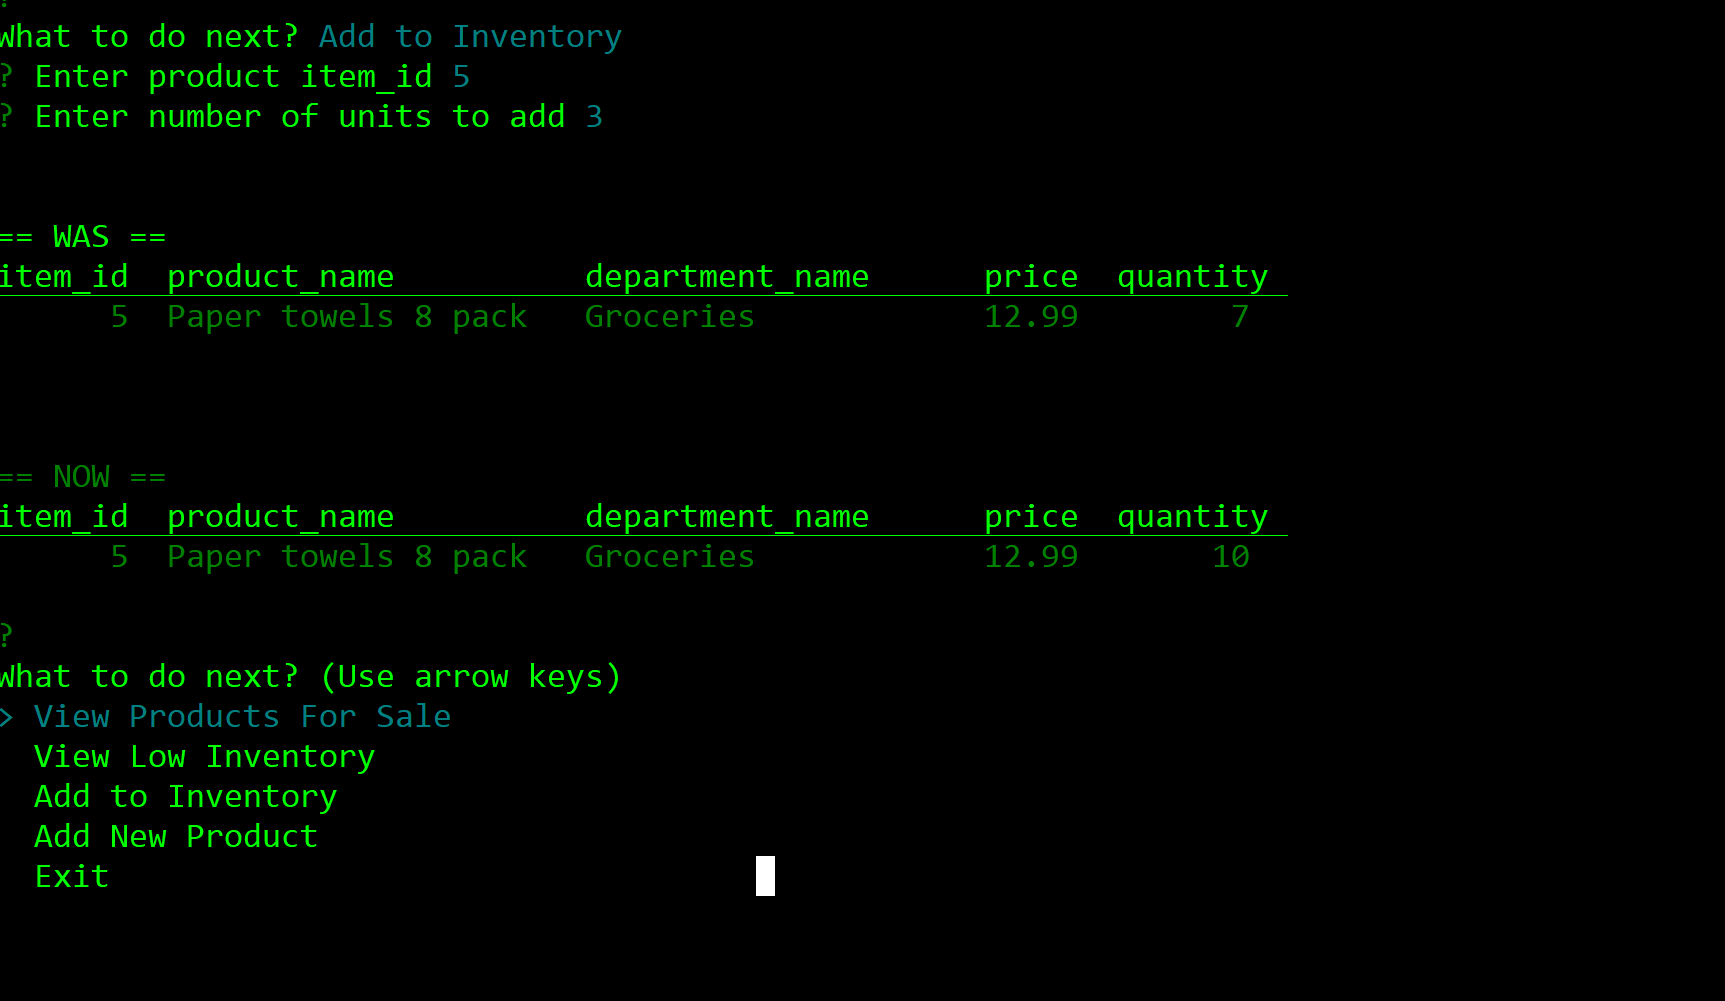 ?
What to do next? Add to Inventory
? Enter product item_id 5
? Enter number of units to add 3
== WAS ==
item_id  product_name          department_name      price  quantity
      5  Paper towels 8 pack   Groceries            12.99        7
== NOW ==
item_id  product_name          department_name      price  quantity
      5  Paper towels 8 pack   Groceries            12.99       10
?
What to do next? (Use arrow keys)
> View Products For Sale
  View Low Inventory
  Add to Inventory
  Add New Product
  Exit